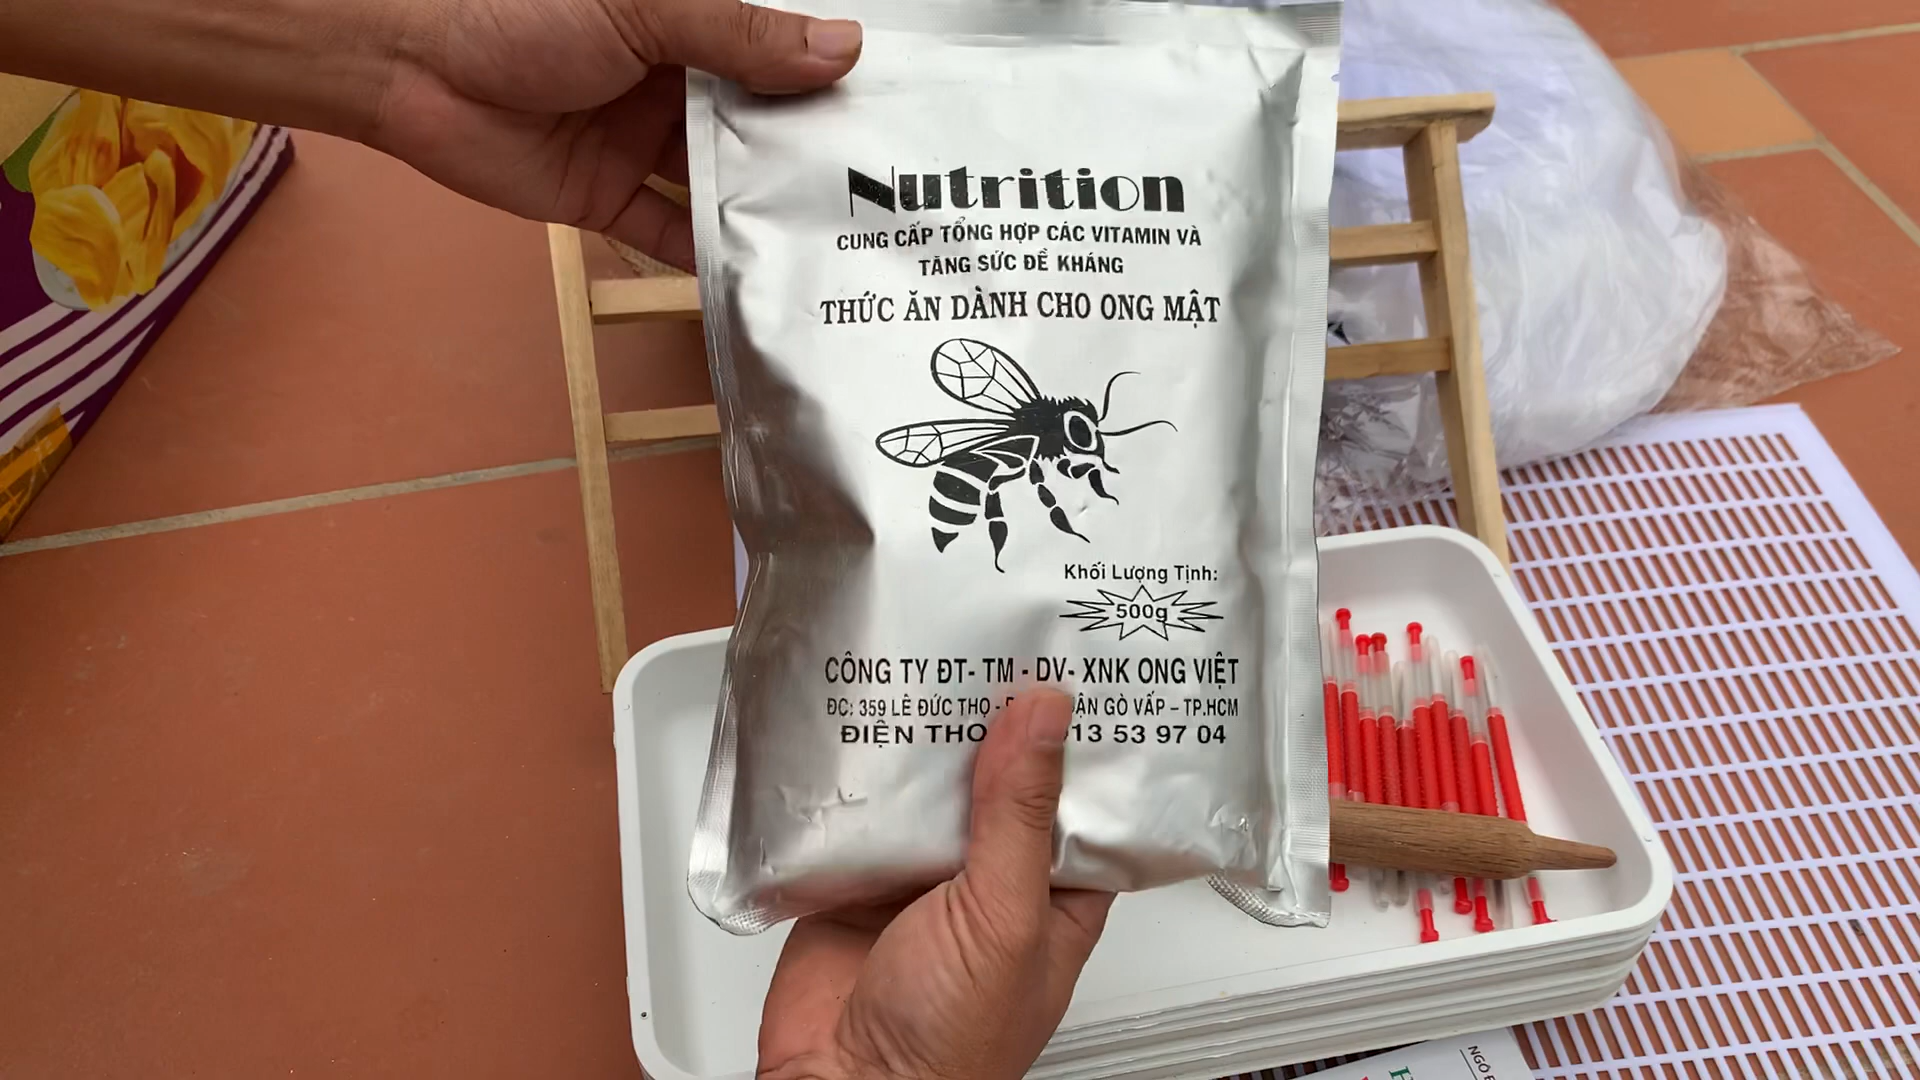 Nutrition
CUNG CẤP TỔNG HỢP CÁC VITAMIN VÀ
TĂNG SỨC ĐỀ KHÁNG
THỨC ĂN DÀNH CHO ONG MẬT
Khối Lượng Tịnh:
500g
CÔNG TY ĐT- TM - DV- XNK ONG VIỆT
ĐC: 359 LÊ ĐỨC THỌ - GÒ VẤP – TP.HCM
ĐIỆN 53 97 04